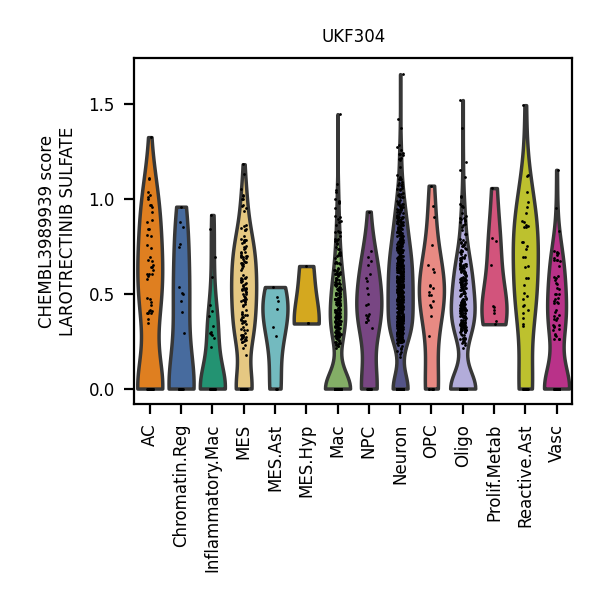 UKF304
CHEMBL3989939 score
LAROTRECTINIB SULFATE
1.5
1.0
0.5
0.0
AC
Chromatin.Reg
Inflammatory.Mac
MES
MES.Ast
MES.Hyp
Mac
NPC
Neuron
OPC
Oligo
Prolif.Metab
Reactive.Ast
Vasc